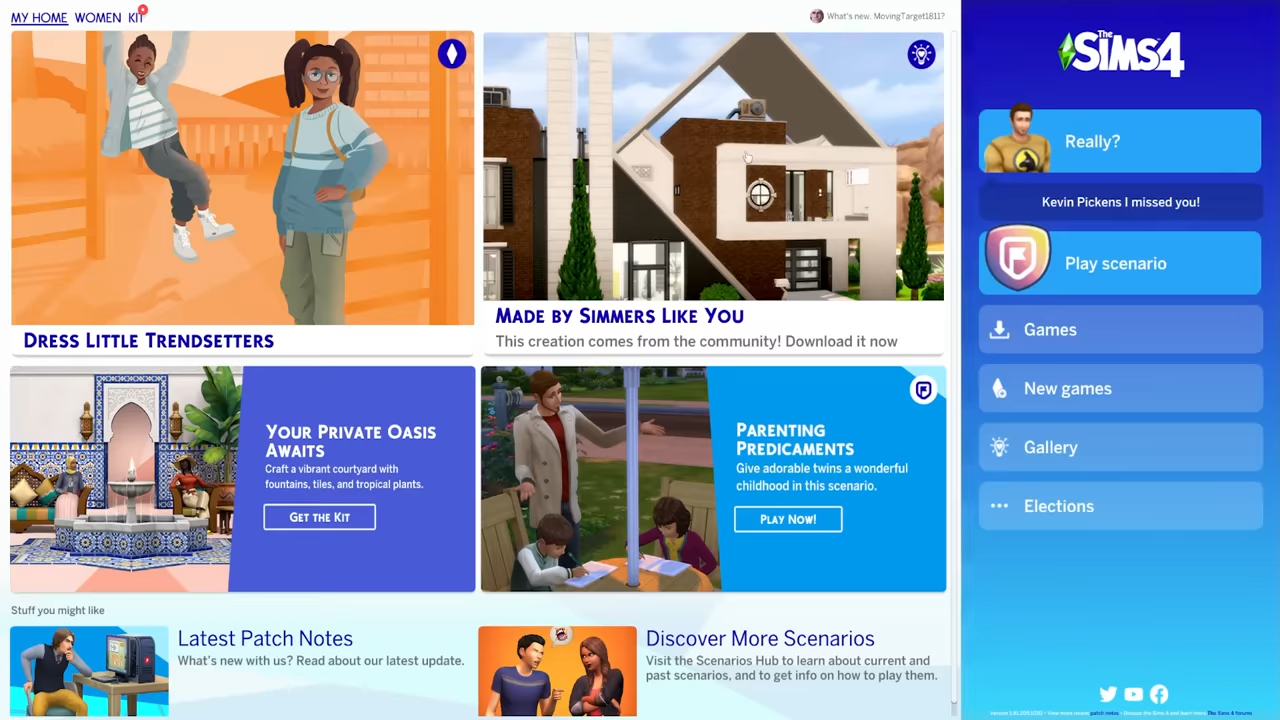 MY HOME WOMEN KIT
What's new. MovingTarget1811?
DRESS LITTLE TRENDSETTERS
MADE BY SIMMERS LIKE YOU
This creation comes from the community! Download it now
YOUR PRIVATE OASIS
AWAITS
Craft a vibrant courtyard with
fountains, tiles, and tropical plants.
GET THE KIT
PARENTING
PREDICAMENTS
Give adorable twins a wonderful
childhood in this scenario.
PLAY NOW!
Stuff you might like
Latest Patch Notes
What's new with us? Read about our latest update.
Discover More Scenarios
Visit the Scenarios Hub to learn about current and
past scenarios, and to get info on how to play them.
The SiMS4
Really?
Kevin Pickens I missed you!
Play scenario
Games
New games
Gallery
Elections
patch notes
The Sims 4 forums